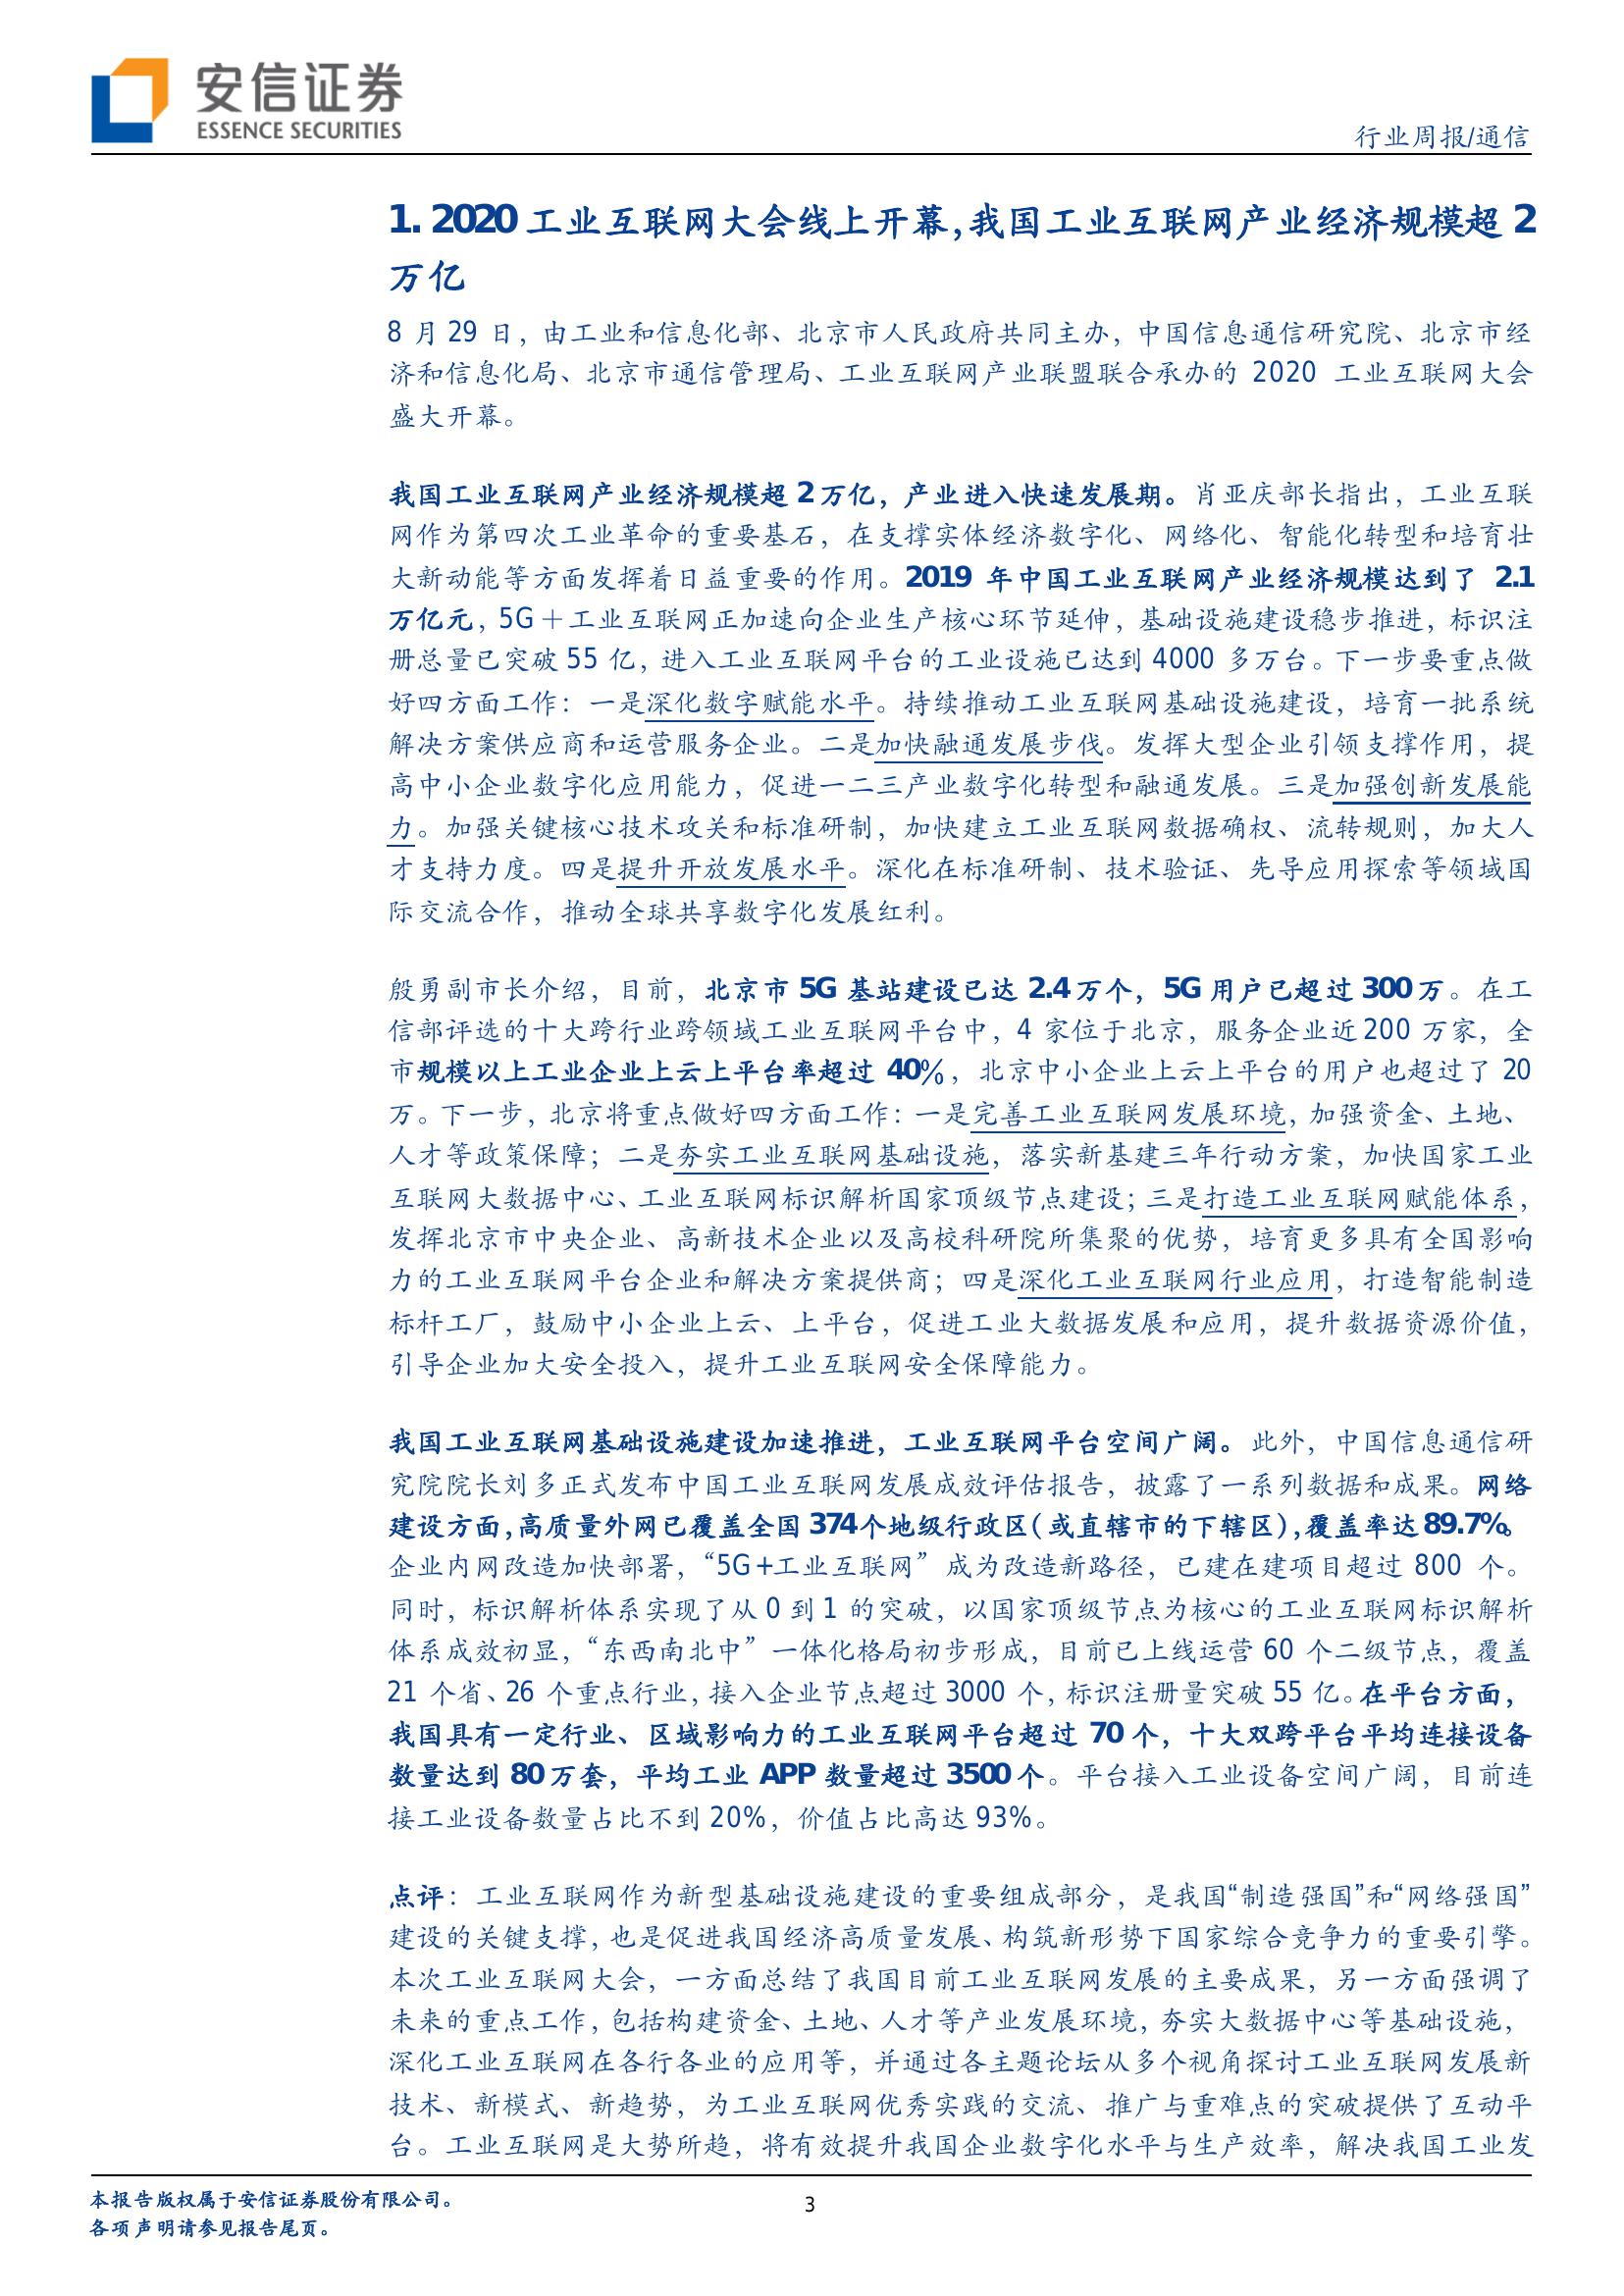 安信证券
ESSENCE SECURITIES
行业周报/通信
1. 2020 工业互联网大会线上开幕,我国工业互联网产业经济规模超 2
万亿
8 月 29 日，由工业和信息化部、北京市人民政府共同主办，中国信息通信研究院、北京市经
济和信息化局、北京市通信管理局、工业互联网产业联盟联合承办的 2020 工业互联网大会
盛大开幕。
我国工业互联网产业经济规模超 2 万亿，产业进入快速发展期。肖亚庆部长指出，工业互联
网作为第四次工业革命的重要基石，在支撑实体经济数字化、网络化、智能化转型和培育壮
大新动能等方面发挥着日益重要的作用。2019 年中国工业互联网产业经济规模达到了 2.1
万亿元，5G＋工业互联网正加速向企业生产核心环节延伸，基础设施建设稳步推进，标识注
册总量已突破 55 亿，进入工业互联网平台的工业设施已达到 4000 多万台。下一步要重点做
好四方面工作：一是深化数字赋能水平。持续推动工业互联网基础设施建设，培育一批系统
解决方案供应商和运营服务企业。二是加快融通发展步伐。发挥大型企业引领支撑作用，提
高中小企业数字化应用能力，促进一二三产业数字化转型和融通发展。三是加强创新发展能
力。加强关键核心技术攻关和标准研制，加快建立工业互联网数据确权、流转规则，加大人
才支持力度。四是提升开放发展水平。深化在标准研制、技术验证、先导应用探索等领域国
际交流合作，推动全球共享数字化发展红利。
殷勇副市长介绍，目前，北京市 5G 基站建设已达 2.4 万个，5G 用户已超过 300 万。在工
信部评选的十大跨行业跨领域工业互联网平台中，4 家位于北京，服务企业近 200 万家，全
市规模以上工业企业上云上平台率超过 40%，北京中小企业上云上平台的用户也超过了 20
万。下一步，北京将重点做好四方面工作：一是完善工业互联网发展环境，加强资金、土地、
人才等政策保障；二是夯实工业互联网基础设施，落实新基建三年行动方案，加快国家工业
互联网大数据中心、工业互联网标识解析国家顶级节点建设；三是打造工业互联网赋能体系，
发挥北京市中央企业、高新技术企业以及高校科研院所集聚的优势，培育更多具有全国影响
力的工业互联网平台企业和解决方案提供商；四是深化工业互联网行业应用，打造智能制造
标杆工厂，鼓励中小企业上云、上平台，促进工业大数据发展和应用，提升数据资源价值，
引导企业加大安全投入，提升工业互联网安全保障能力。
我国工业互联网基础设施建设加速推进，工业互联网平台空间广阔。此外，中国信息通信研
究院院长刘多正式发布中国工业互联网发展成效评估报告，披露了一系列数据和成果。网络
建设方面，高质量外网已覆盖全国 374 个地级行政区（或直辖市的下辖区），覆盖率达 89.7%。
企业内网改造加快部署，“5G+工业互联网”成为改造新路径，已建在建项目超过 800 个。
同时，标识解析体系实现了从 0 到 1 的突破，以国家顶级节点为核心的工业互联网标识解析
体系成效初显，“东西南北中”一体化格局初步形成，目前已上线运营 60 个二级节点，覆盖
21 个省、26 个重点行业，接入企业节点超过 3000 个，标识注册量突破 55 亿。在平台方面，
我国具有一定行业、区域影响力的工业互联网平台超过 70 个，十大双跨平台平均连接设备
数量达到 80 万套，平均工业 APP 数量超过 3500 个。平台接入工业设备空间广阔，目前连
接工业设备数量占比不到 20%，价值占比高达 93%。
点评：工业互联网作为新型基础设施建设的重要组成部分，是我国“制造强国”和“网络强国”
建设的关键支撑，也是促进我国经济高质量发展、构筑新形势下国家综合竞争力的重要引擎。
本次工业互联网大会，一方面总结了我国目前工业互联网发展的主要成果，另一方面强调了
未来的重点工作，包括构建资金、土地、人才等产业发展环境，夯实大数据中心等基础设施，
深化工业互联网在各行各业的应用等，并通过各主题论坛从多个视角探讨工业互联网发展新
技术、新模式、新趋势，为工业互联网优秀实践的交流、推广与重难点的突破提供了互动平
台。工业互联网是大势所趋，将有效提升我国企业数字化水平与生产效率，解决我国工业发
本报告版权属于安信证券股份有限公司。
3
各项声明请参见报告尾页。